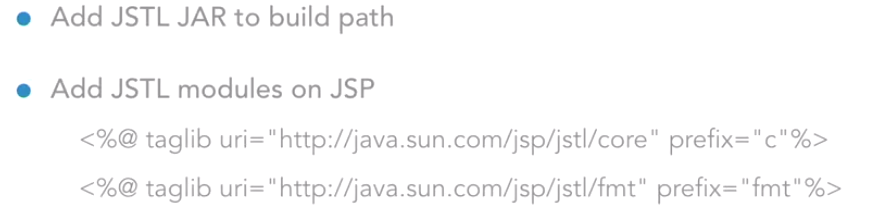 Add JSTL JAR to build path
Add JSTL modules on JSP
<%@ taglib uri="http://java.sun.com/jsp/jstl/core" prefix="c"%>
<%@ taglib uri="http://java.sun.com/jsp/jstl/fmt" prefix="fmt"%>